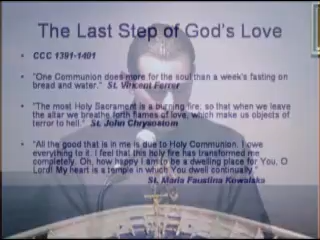 The Last Step of God's Love
• CCC 1391-1401
• "One Communion does more for the soul than a week's fasting on
bread and water." St. Vincent Ferrer
• "The most Holy Sacrament is a burning fire; so that when we leave
the altar we breathe forth flames of love, which make us objects of
terror to hell." St. John Chrysostom
• "All the good that is in me is due to Holy Communion. I owe
everything to it. I feel that this holy fire has transformed me
completely. Oh, how happy I am to be a dwelling place for You, O
Lord! My heart is a temple in which You dwell continually."
St. Maria Faustina Kowalska